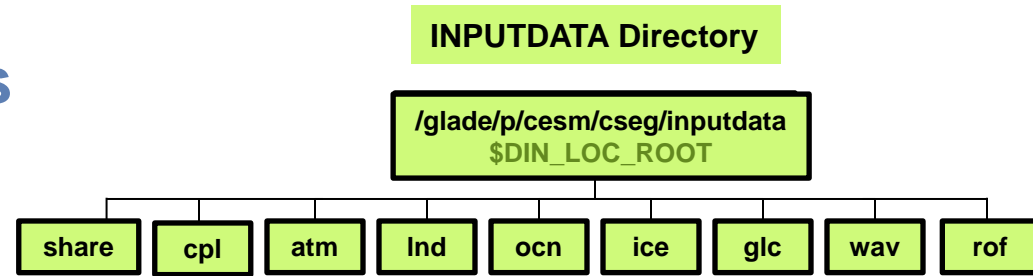 INPUTDATA Directory
s
/glade/p/cesm/cseg/inputdata
$DIN_LOC_ROOT
share cpl atm lnd ocn ice glc wav rof